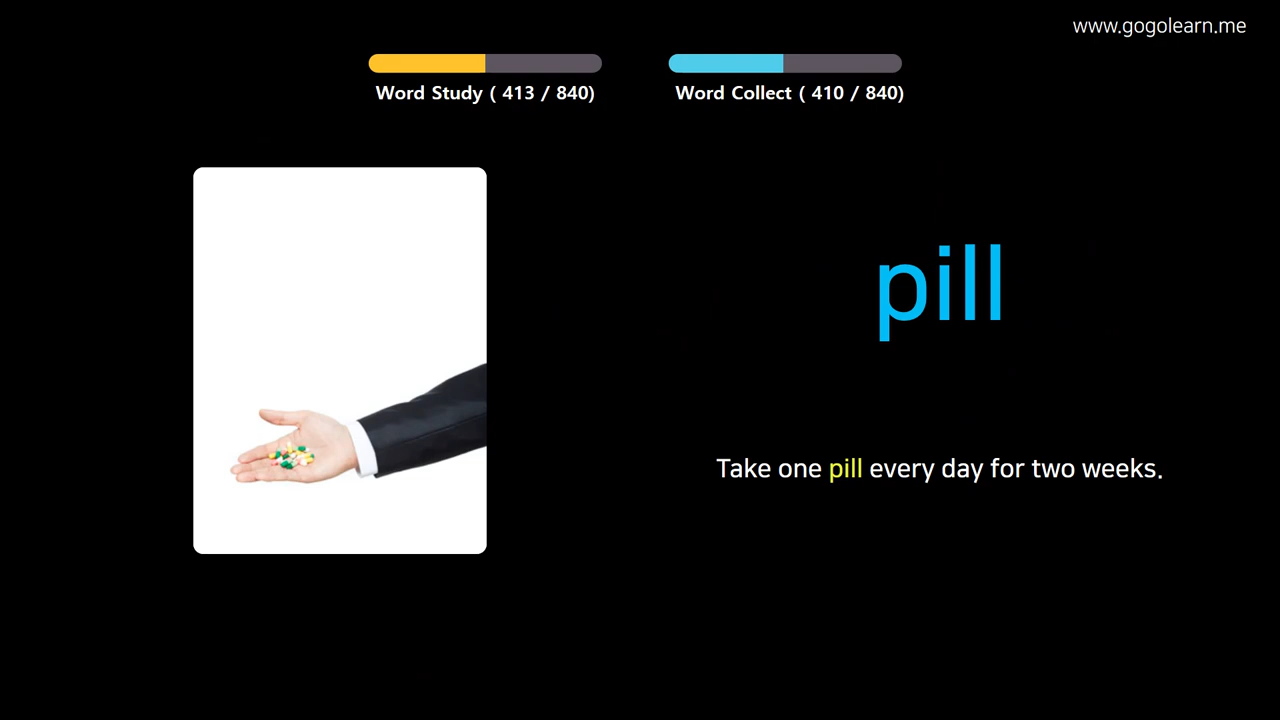 www.gogolearn.me
Word Study ( 413 / 840)
Word Collect ( 410 / 840)
pill
Take one pill every day for two weeks.